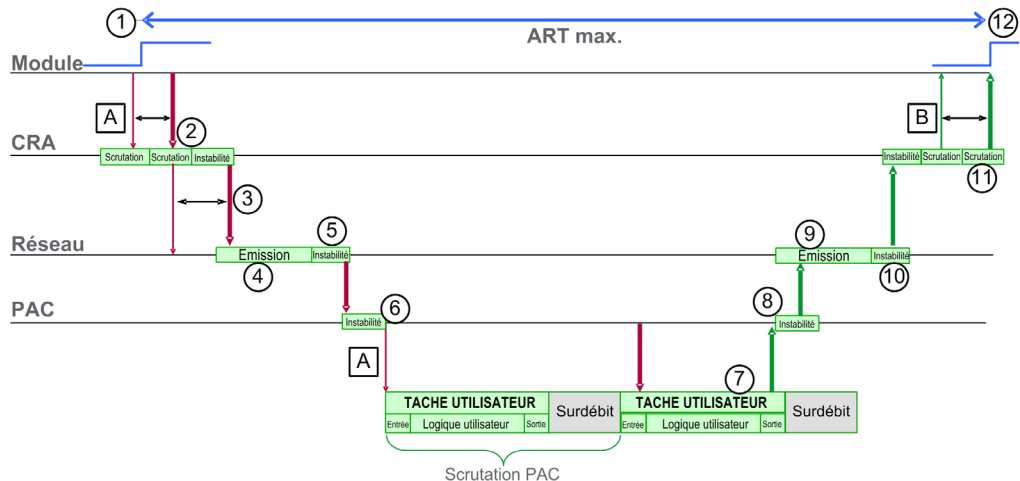 1
ART max.
12
Module
A
2
B
CRA
Scrutation
Scrutation
Instabilité
Instabilité
Scrutation
Scrutation
3
11
5
9
Réseau
Emission
Instabilité
Emission
Instabilité
4
10
6
8
PAC
Instabilité
Instabilité
A
7
TACHE UTILISATEUR
Surdébit
TACHE UTILISATEUR
Surdébit
Entrée
Logique utilisateur
Sortie
Entrée
Logique utilisateur
Sortie
Scrutation PAC